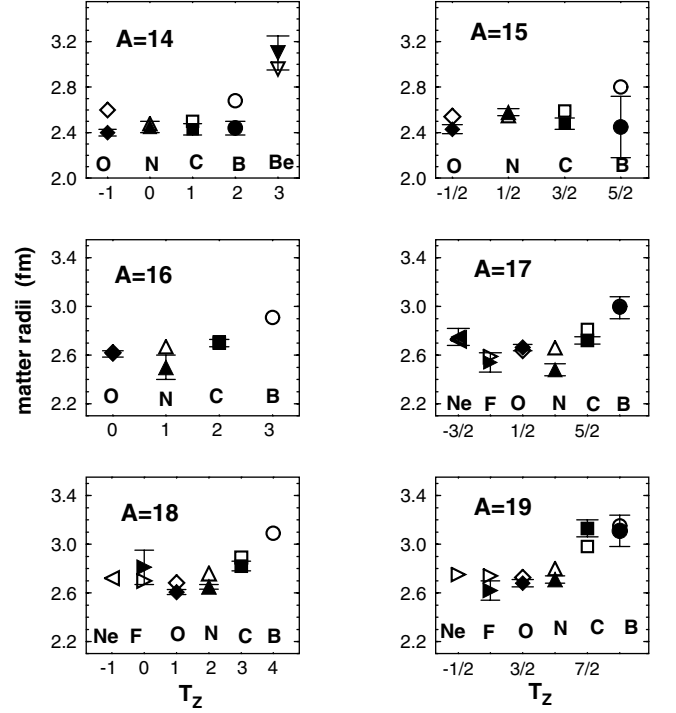 A=14
3.2
2.8
2.4
2.0
O N C B Be
-1 0 1 2 3
A=15
3.2
2.8
2.4
2.0
O N C B
-1/2 1/2 3/2 5/2
matter radii (fm)
A=16
3.4
3.0
2.6
2.2
O N C B
0 1 2 3
A=17
3.4
3.0
2.6
2.2
Ne F O N C B
-3/2 1/2 5/2
A=18
3.4
3.0
2.6
2.2
Ne F O N C B
-1 0 1 2 3 4
T_Z
A=19
3.4
3.0
2.6
2.2
Ne F O N C B
-1/2 3/2 7/2
T_Z